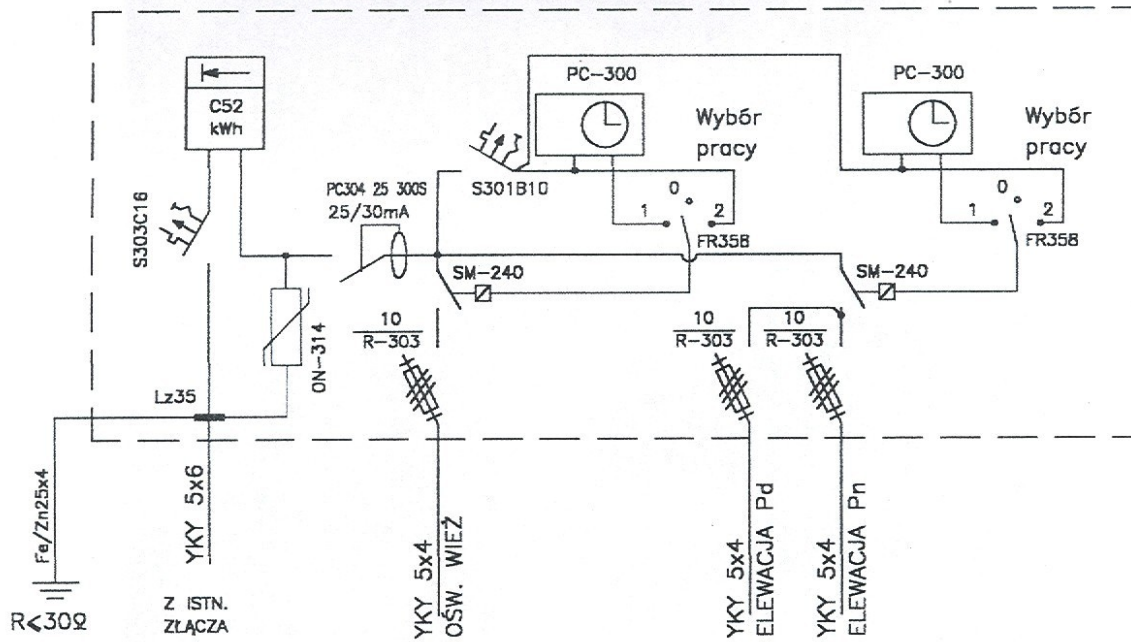 C52
kWh
S303C16
PC304 25 300S
25/30mA
S301B10
PC-300
Wybór
pracy
0
1
2
FR358
SM-240
PC-300
Wybór
pracy
0
1
2
FR358
SM-240
ON-314
10
R-303
10
R-303
10
R-303
Lz35
Fe/Zn25x4
R<30Ω
YKY 5x6
Z ISTN.
ZŁĄCZA
YKY 5x4
OŚW. WIEŻ
YKY 5x4
ELEWACJA Pd
YKY 5x4
ELEWACJA Pn